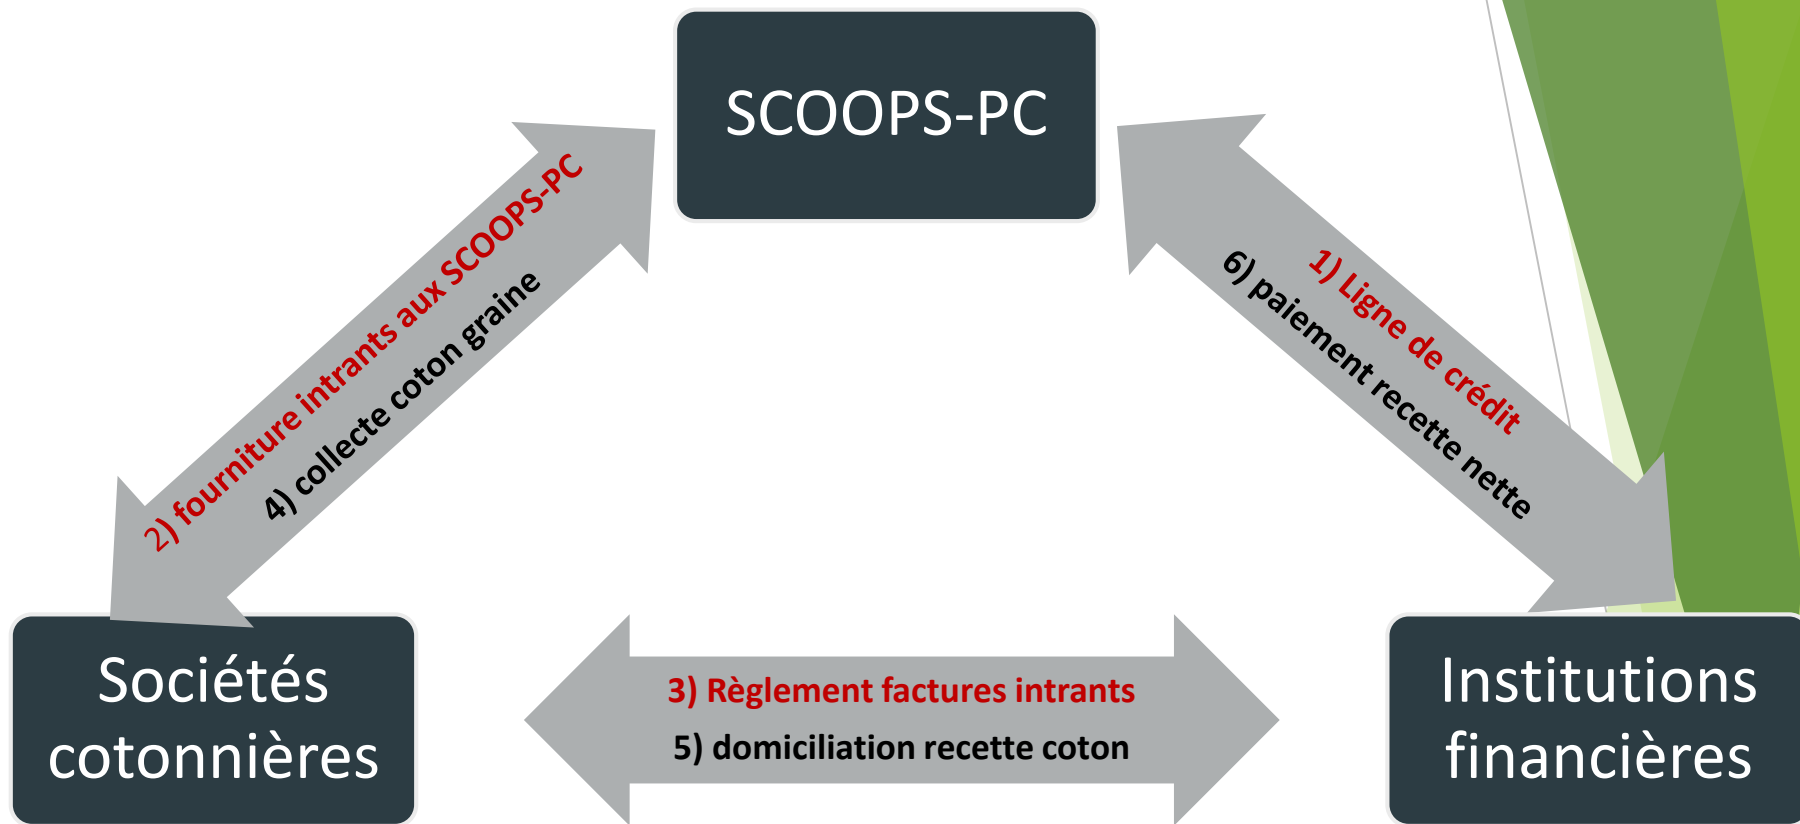 SCOOPS-PC
2) fourniture intrants aux SCOOPS-PC
4) collecte coton graine
1) Ligne de crédit
6) paiement recette nette
Sociétés
cotonnières
3) Règlement factures intrants
5) domiciliation recette coton
Institutions
financières